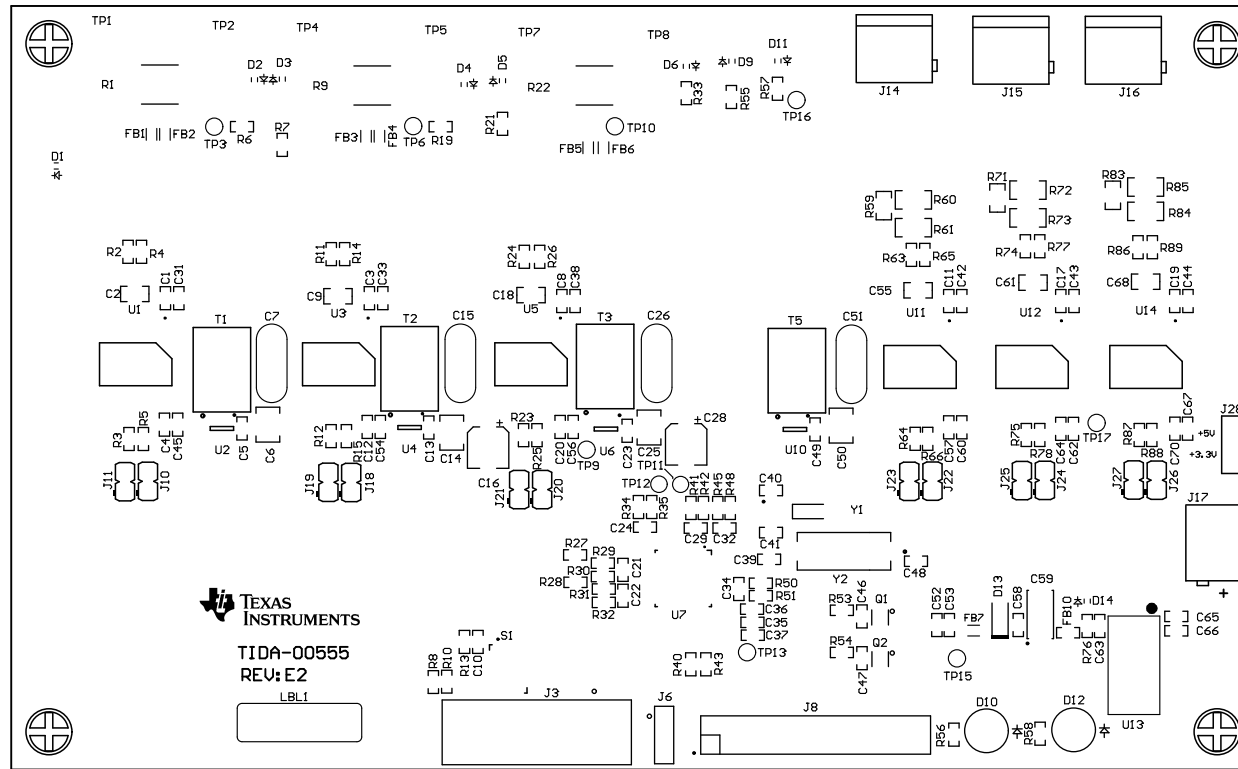 TP1
TP2
TP4
TP5
TP7
TP8
D11
D2
D3
D4
D5
D6
D9
R1
R9
R22
R33
R55
R57
TP16
J14
J15
J16
FB1
FB2
TP3
R6
R7
FB3
FB4
TP6
R19
R21
FB5
FB6
TP10
D1
R59
R60
R61
R71
R72
R73
R83
R85
R84
R2
R4
R11
R14
R24
R26
R63
R65
R74
R77
R86
R89
C2
C1
C31
U1
C9
C3
C33
U3
C18
C8
C38
U5
C55
C11
C42
U11
C61
C17
C43
U12
C68
C19
C44
U14
T1
C7
T2
C15
T3
C26
T5
C51
R3
R5
C4
C45
U2
C5
C6
R12
R15
C12
C54
U4
C13
C14
C16
R23
R25
C20
C56
TP9
U6
C23
C25
C28
TP11
TP12
U10
C49
C50
R64
R66
C57
C60
R75
R78
C64
C62
TP17
R87
R88
C70
C67
J28
+5V
+3.3V
J11
J10
J19
J18
J21
J20
J23
J22
J25
J24
J27
J26
J17
+
R34
R35
C24
R41
R42
R45
R48
C29
C32
C40
C41
C39
Y1
Y2
C48
R27
R28
R29
R30
R31
R32
C21
C22
U7
C34
R50
R51
C36
C35
C37
TP13
R53
C46
Q1
R54
C47
Q2
C52
C53
FB7
D13
C58
C59
FB10
D14
R76
C63
C65
C66
TP15
U13
TEXAS
INSTRUMENTS
TIDA-00555
REV:E2
LBL1
R8
R10
R13
C10
S1
J3
J6
R40
R43
J8
R56
D10
R58
D12